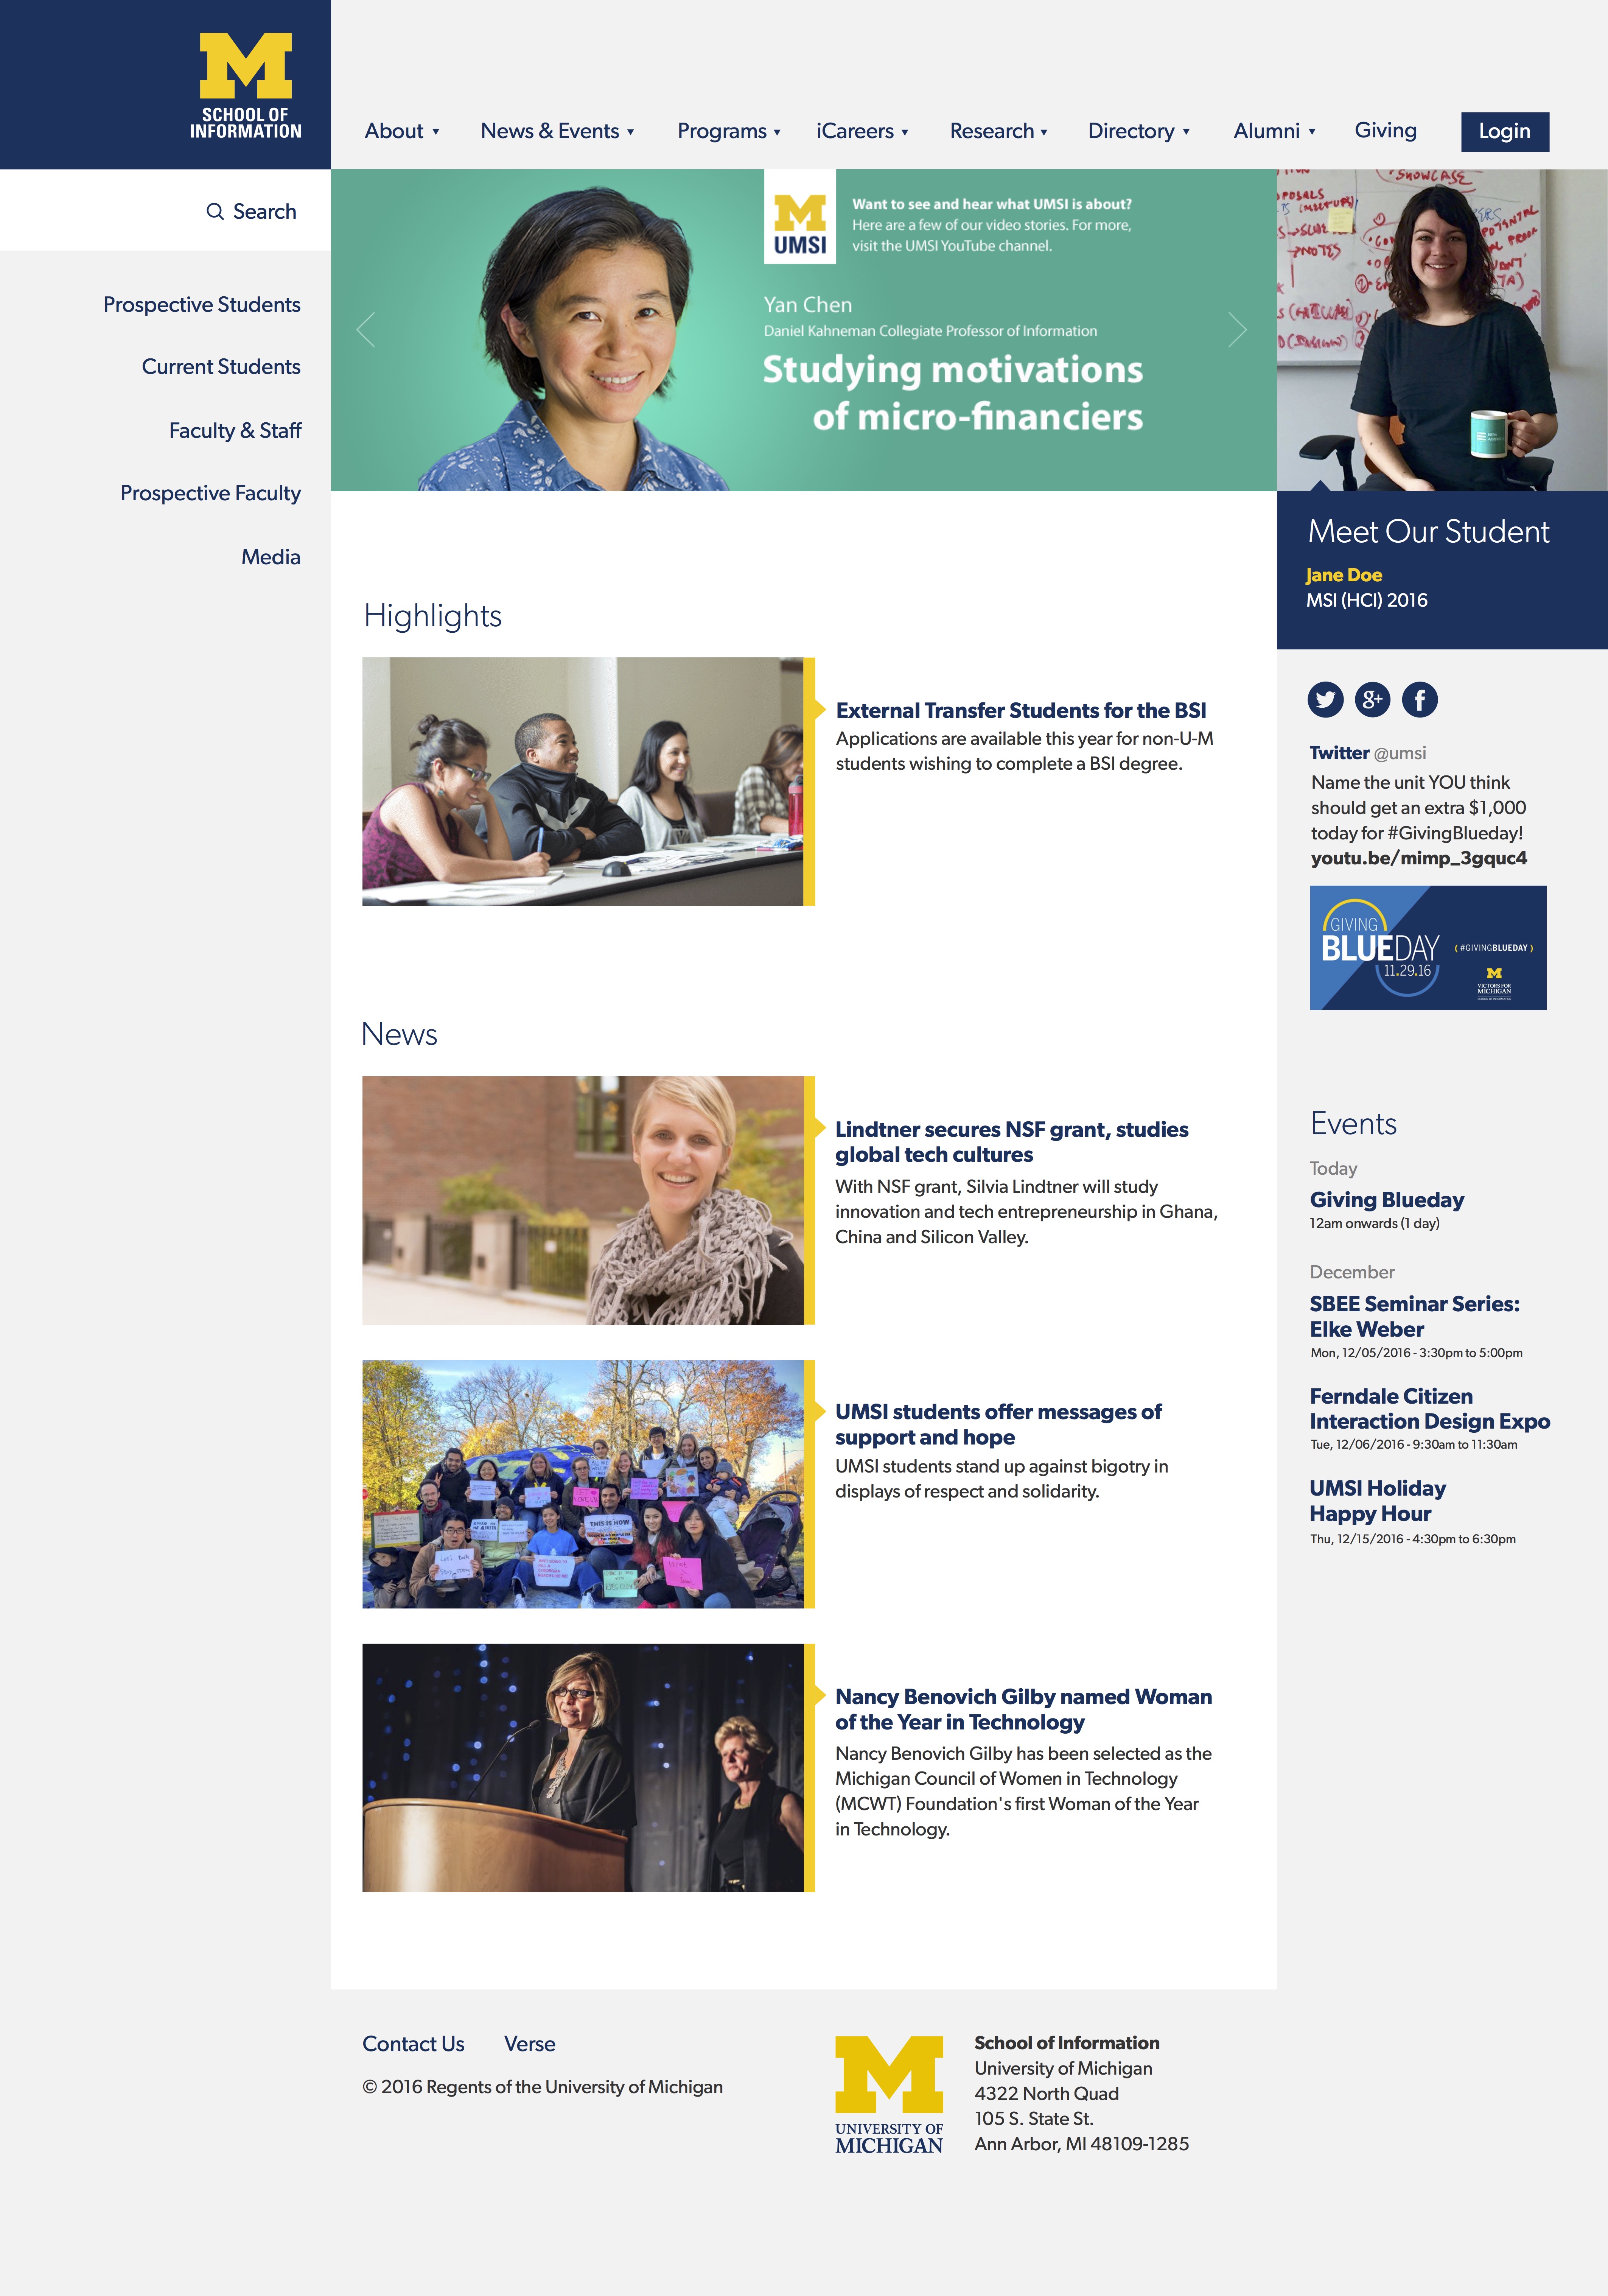 M
SCHOOL OF
INFORMATION
About
News & Events
Programs
iCareers
Research
Directory
Alumni
Giving
Login
Search
Prospective Students
Current Students
Faculty & Staff
Prospective Faculty
Media
M
UMSI
Want to see and hear what UMSI is about?
Here are a few of our video stories. For more,
visit the UMSI YouTube channel.
Yan Chen
Daniel Kahneman Collegiate Professor of Information
Studying motivations
of micro-financiers
SHOWCASE
NOTES
Meet Our Student
Jane Doe
MSI (HCI) 2016
Highlights
External Transfer Students for the BSI
Applications are available this year for non-U-M
students wishing to complete a BSI degree.
g+
f
Twitter @umsi
Name the unit YOU think
should get an extra $1,000
today for #GivingBlueday!
youtu.be/mimp_3gquc4
GIVING
BLUEDAY
11.29.16
(#GIVINGBLUEDAY)
M
VICTORS FOR
MICHIGAN
SCHOOL OF INFORMATION
News
Lindtner secures NSF grant, studies
global tech cultures
With NSF grant, Silvia Lindtner will study
innovation and tech entrepreneurship in Ghana,
China and Silicon Valley.
UMSI students offer messages of
support and hope
UMSI students stand up against bigotry in
displays of respect and solidarity.
THIS IS HOW
Nancy Benovich Gilby named Woman
of the Year in Technology
Nancy Benovich Gilby has been selected as the
Michigan Council of Women in Technology
(MCWT) Foundation's first Woman of the Year
in Technology.
Events
Today
Giving Blueday
12am onwards (1 day)
December
SBEE Seminar Series:
Elke Weber
Mon, 12/05/2016 - 3:30pm to 5:00pm
Ferndale Citizen
Interaction Design Expo
Tue, 12/06/2016 - 9:30am to 11:30am
UMSI Holiday
Happy Hour
Thu, 12/15/2016 - 4:30pm to 6:30pm
Contact Us
Verse
© 2016 Regents of the University of Michigan
M
UNIVERSITY OF
MICHIGAN
School of Information
University of Michigan
4322 North Quad
105 S. State St.
Ann Arbor, MI 48109-1285